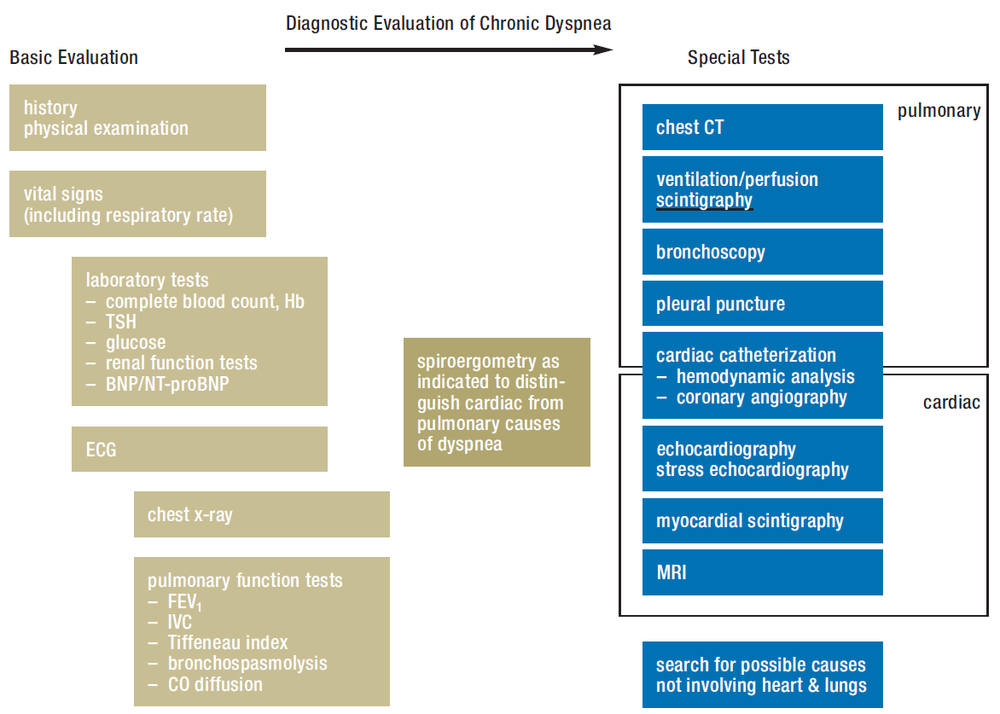 Diagnostic Evaluation of Chronic Dyspnea
Basic Evaluation
history
physical examination
vital signs
(including respiratory rate)
laboratory tests
– complete blood count, Hb
– TSH
– glucose
– renal function tests
– BNP/NT-proBNP
ECG
chest x-ray
pulmonary function tests
– FEV₁
– IVC
– Tiffeneau index
– bronchospasmolysis
– CO diffusion
spiroergometry as
indicated to distin-
guish cardiac from
pulmonary causes
of dyspnea
Special Tests
pulmonary
chest CT
ventilation/perfusion
scintigraphy
bronchoscopy
pleural puncture
cardiac catheterization
– hemodynamic analysis
– coronary angiography
cardiac
echocardiography
stress echocardiography
myocardial scintigraphy
MRI
search for possible causes
not involving heart & lungs